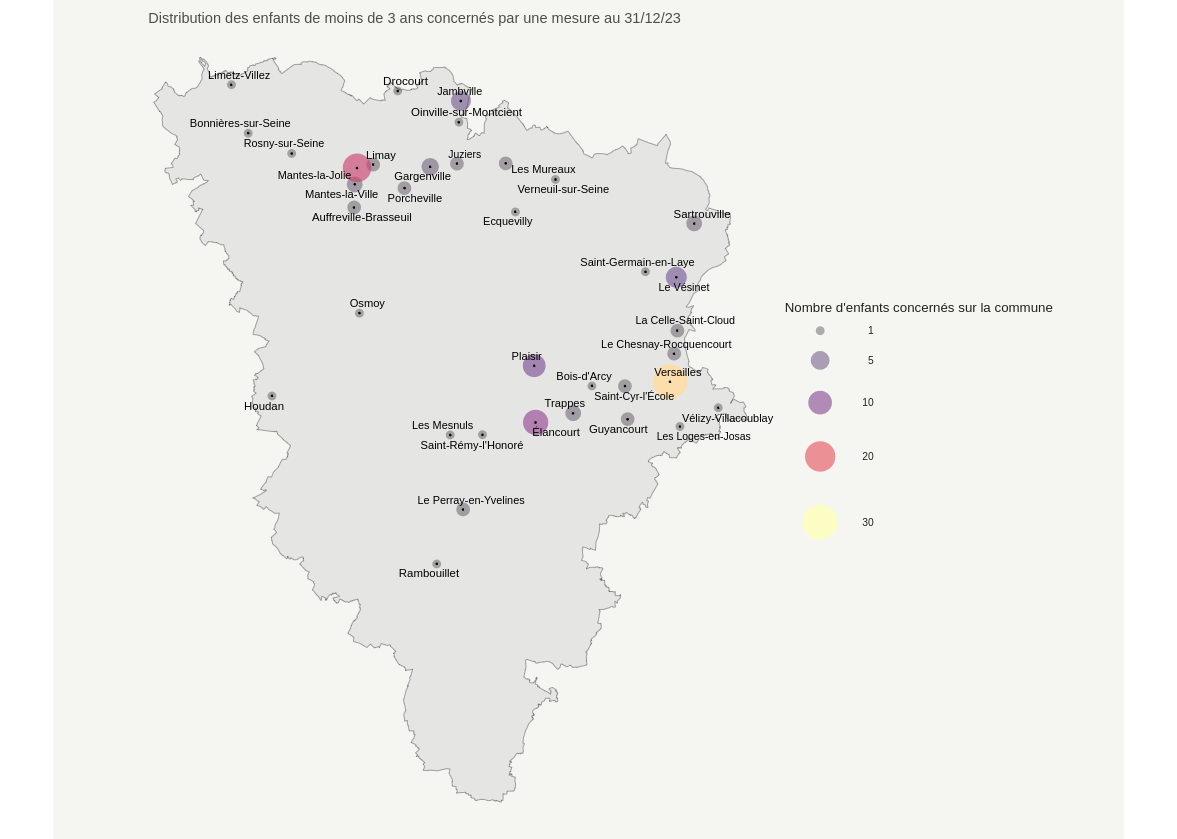 Distribution des enfants de moins de 3 ans concernés par une mesure au 31/12/23
Limetz-Villez
Drocourt
Jambville
Oinville-sur-Montcient
Bonnières-sur-Seine
Rosny-sur-Seine
Limay
Juziers
Les Mureaux
Mantes-la-Jolie
Gargenville
Verneuil-sur-Seine
Mantes-la-Ville
Porcheville
Auffreville-Brasseuil
Ecquevilly
Sartrouville
Saint-Germain-en-Laye
Le Vésinet
Osmoy
Nombre d'enfants concernés sur la commune
La Celle-Saint-Cloud
1
Le Chesnay-Rocquencourt
Plaisir
5
Versailles
Bois-d'Arcy
Saint-Cyr-l'École
Houdan
Trappes
10
Vélizy-Villacoublay
Les Mesnuls
Élancourt
Guyancourt
Les Loges-en-Josas
Saint-Rémy-l'Honoré
20
Le Perray-en-Yvelines
30
Rambouillet